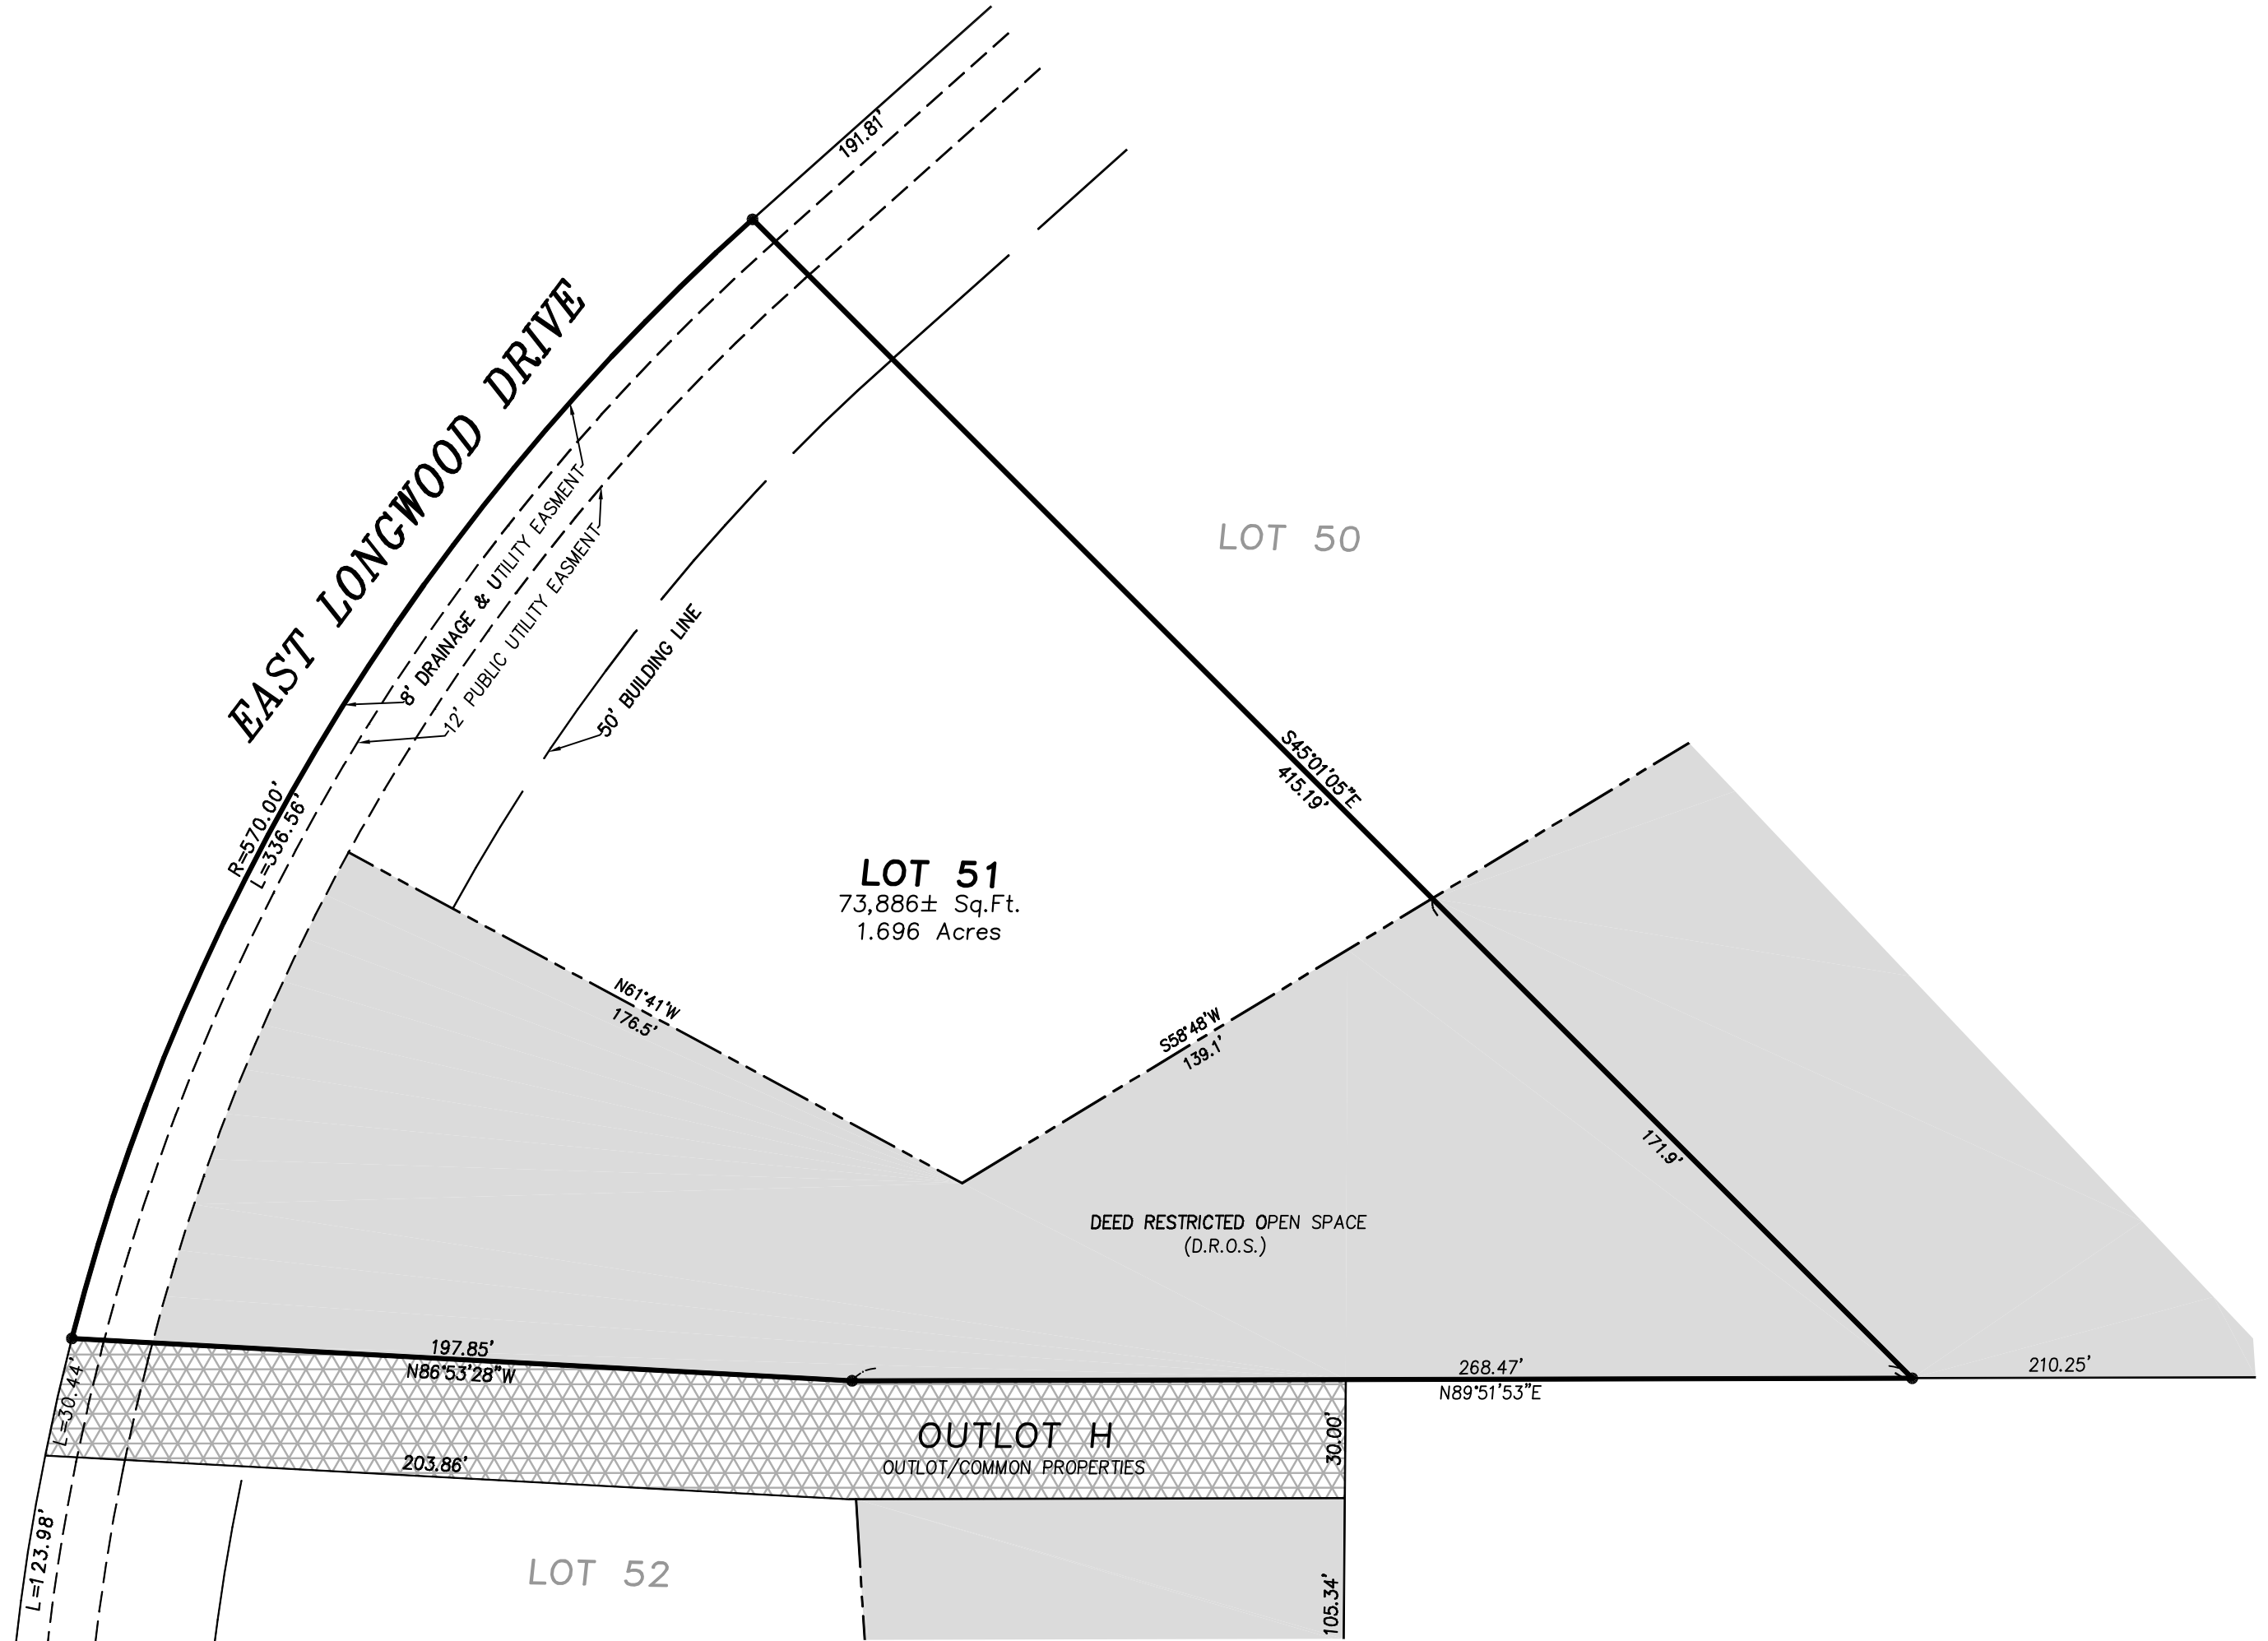 191.81'
EAST LONGWOOD DRIVE
8' DRAINAGE & UTILITY EASMENT
12' PUBLIC UTILITY EASMENT
50' BUILDING LINE
LOT 50
R=570.00'
L=336.56'
S45°01'05"E
415.19'
LOT 51
73,886± Sq.Ft.
1.696 Acres
N61°41'W
176.5'
S58°48'W
139.1'
171.9'
DEED RESTRICTED OPEN SPACE
(D.R.O.S.)
197.85'
N86°53'28"W
268.47'
N89°51'53"E
210.25'
L=30.44'
OUTLOT H
OUTLOT/COMMON PROPERTIES
30.00'
203.86'
L=123.98'
LOT 52
105.34'